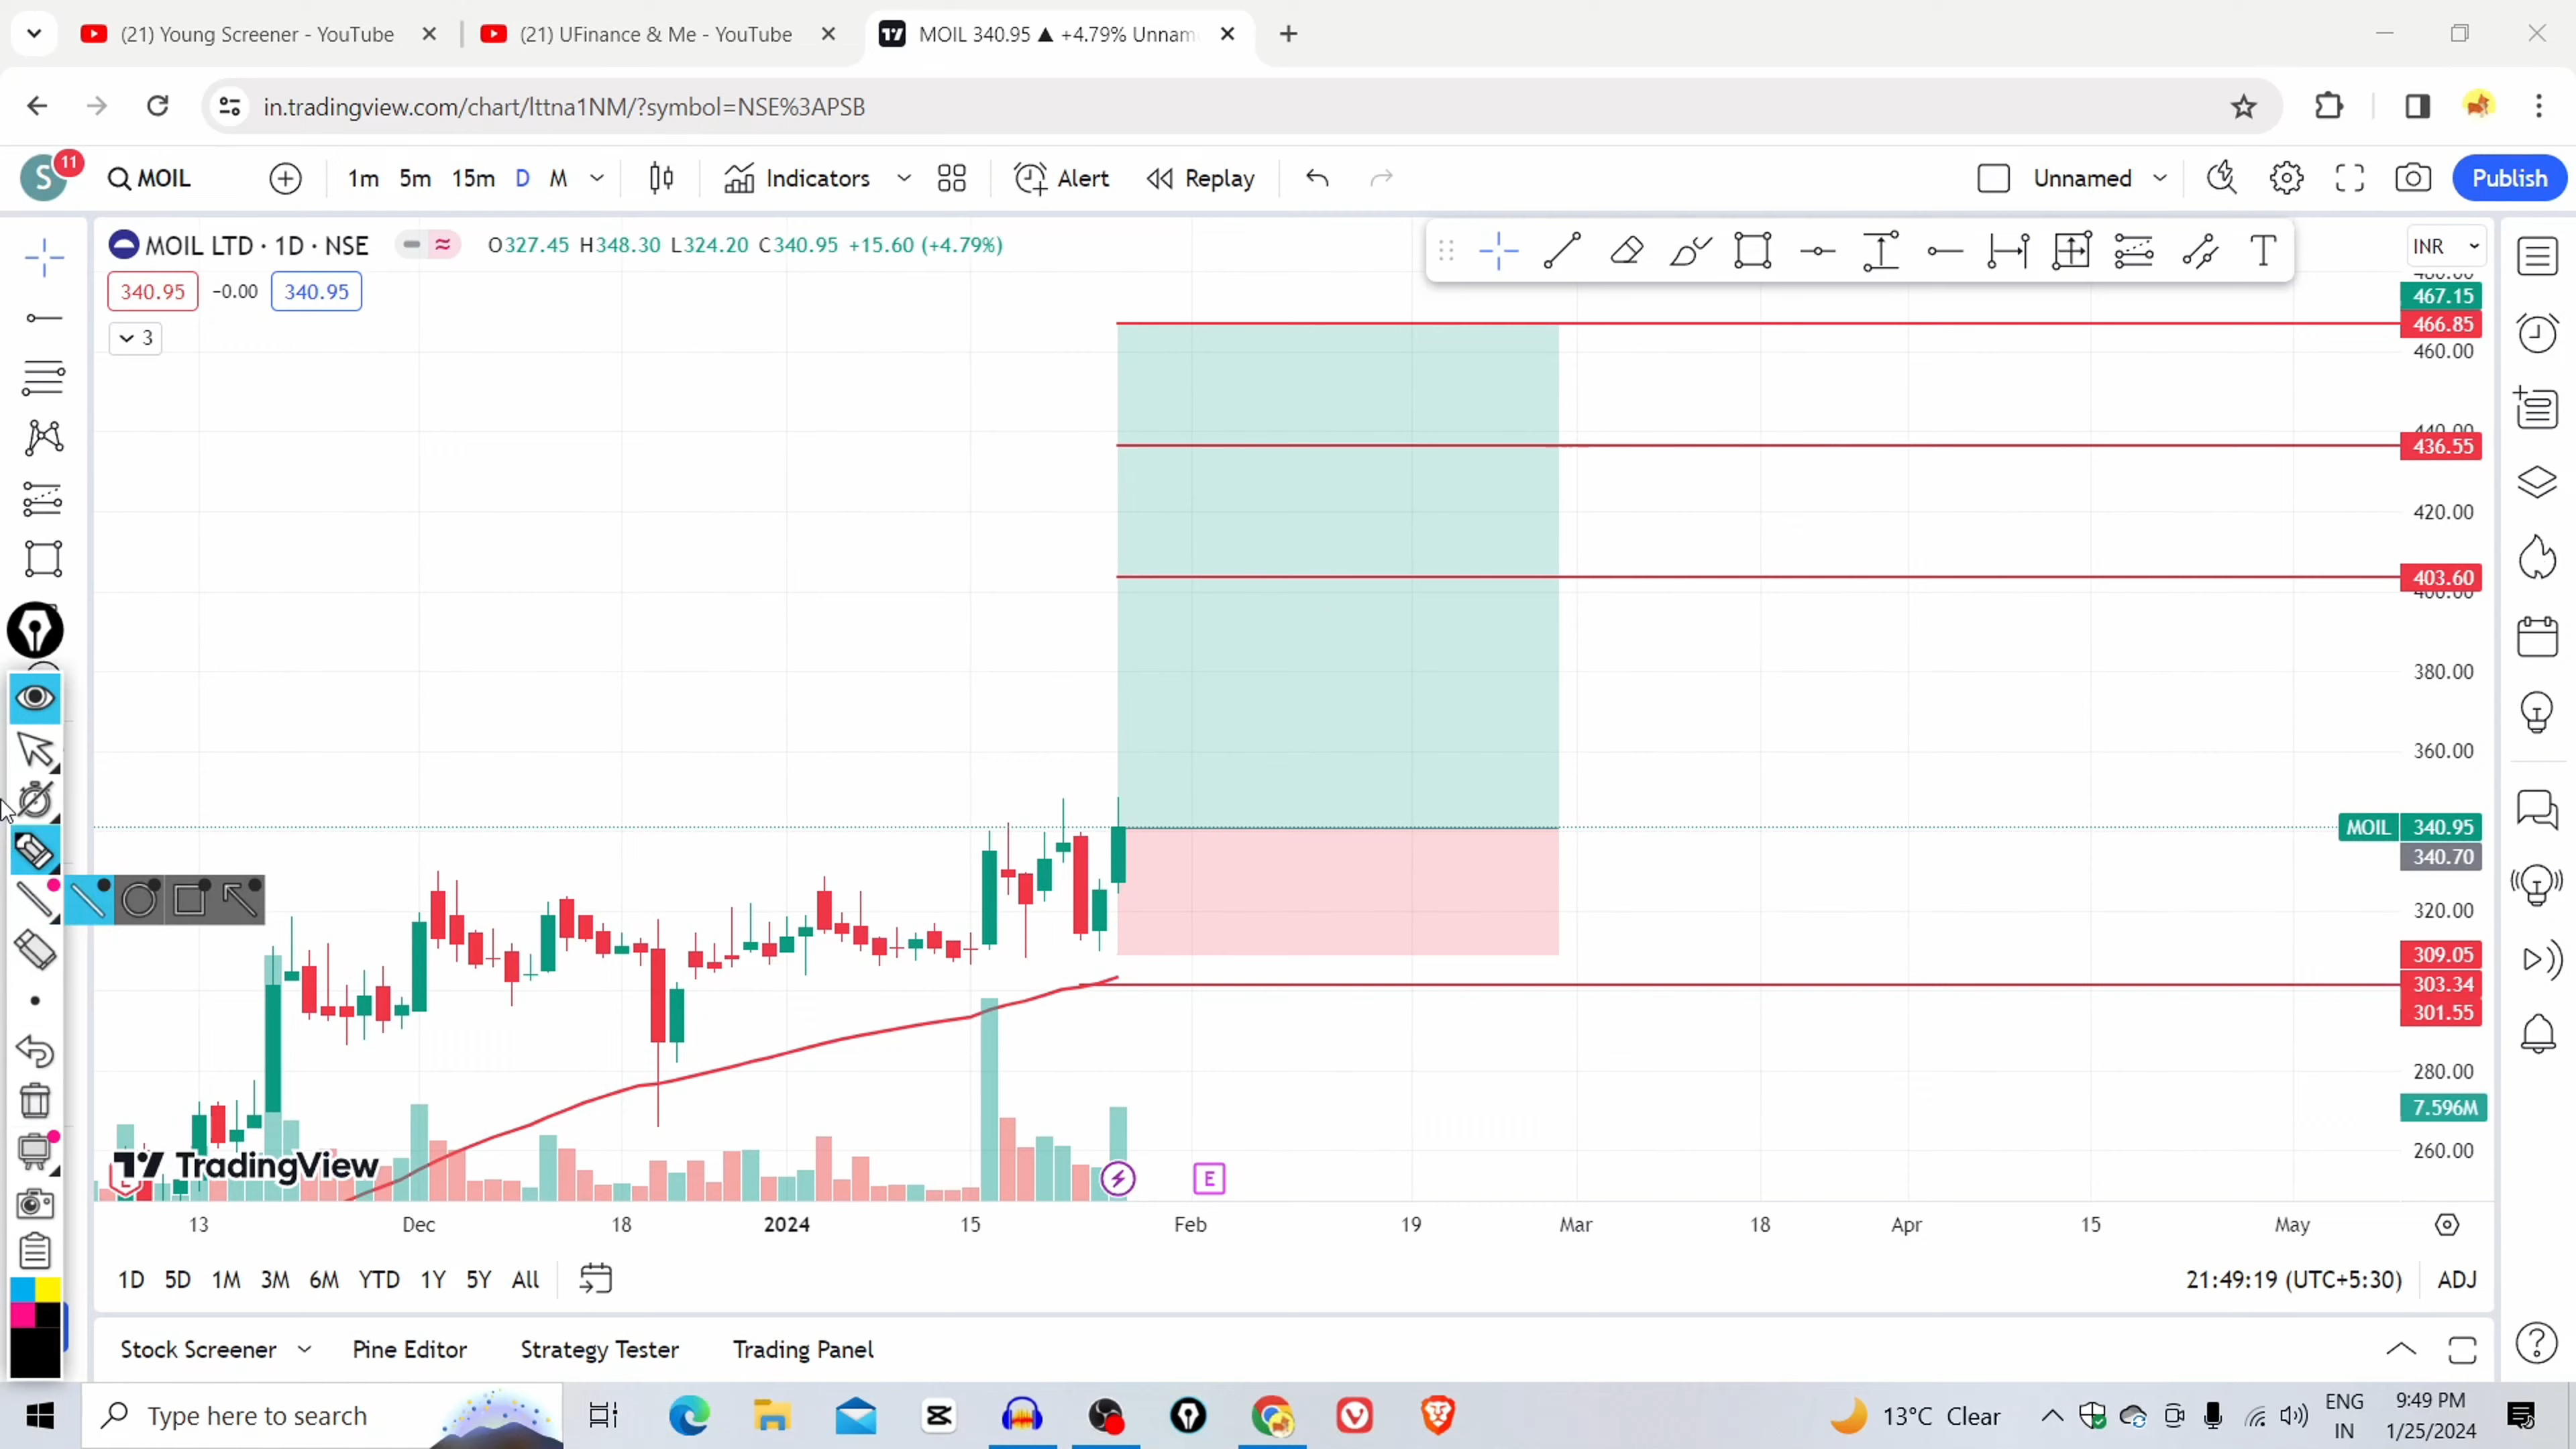 (21) Young Screener - YouTube
(21) UFinance & Me - YouTube
MOIL 340.95 ▲ +4.79% Unnam
in.tradingview.com/chart/lttna1NM/?symbol=NSE%3APSB
S
11
MOIL
1m 5m 15m D M
Indicators
Alert
Replay
Unnamed
Publish
MOIL LTD · 1D · NSE
O327.45 H348.30 L324.20 C340.95 +15.60 (+4.79%)
INR
340.95 -0.00 340.95
3
467.15
466.85
460.00
436.55
420.00
403.60
380.00
360.00
MOIL 340.95
340.70
320.00
309.05
303.34
301.55
280.00
7.596M
260.00
TradingView
E
13 Dec 18 2024 15 Feb 19 Mar 18 Apr 15 May
1D 5D 1M 3M 6M YTD 1Y 5Y All
21:49:19 (UTC+5:30)
ADJ
Stock Screener
Pine Editor
Strategy Tester
Trading Panel
Type here to search
13°C Clear
ENG
IN
9:49 PM
1/25/2024